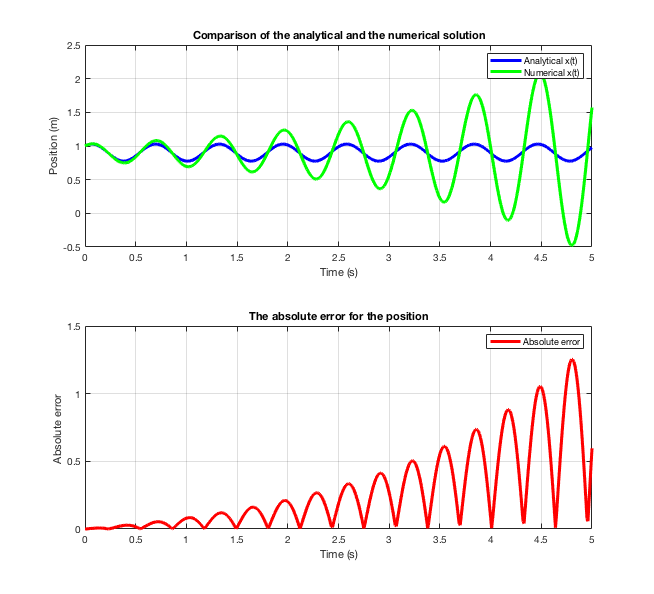 Comparison of the analytical and the numerical solution
2.5
2
1.5
1
0.5
0
-0.5
Position (m)
Analytical x(t)
Numerical x(t)
0 0.5 1 1.5 2 2.5 3 3.5 4 4.5 5
Time (s)
The absolute error for the position
1.5
1
0.5
0
Absolute error
Absolute error
0 0.5 1 1.5 2 2.5 3 3.5 4 4.5 5
Time (s)